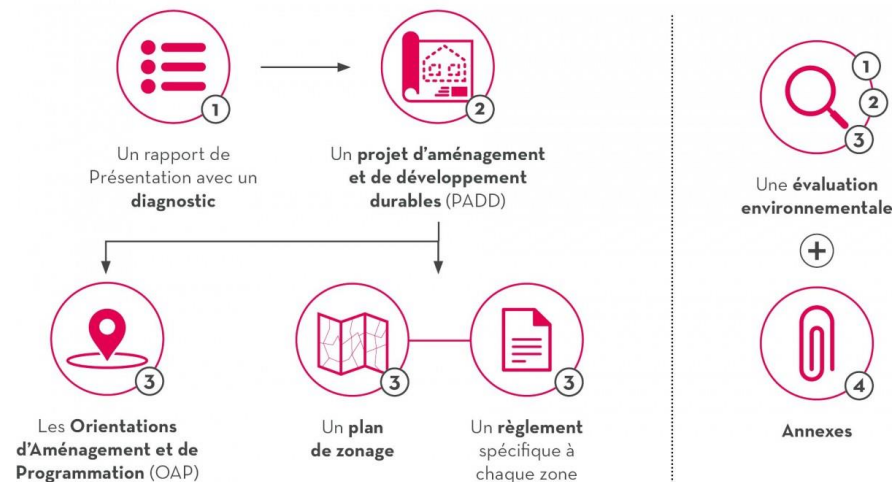 1
Un rapport de
Présentation avec un
diagnostic
2
Un projet d'aménagement
et de développement
durables (PADD)
3
Les Orientations
d'Aménagement et de
Programmation (OAP)
3
Un plan
de zonage
3
Un règlement
spécifique à
chaque zone
1
2
3
Une évaluation
environnementale
+
4
Annexes